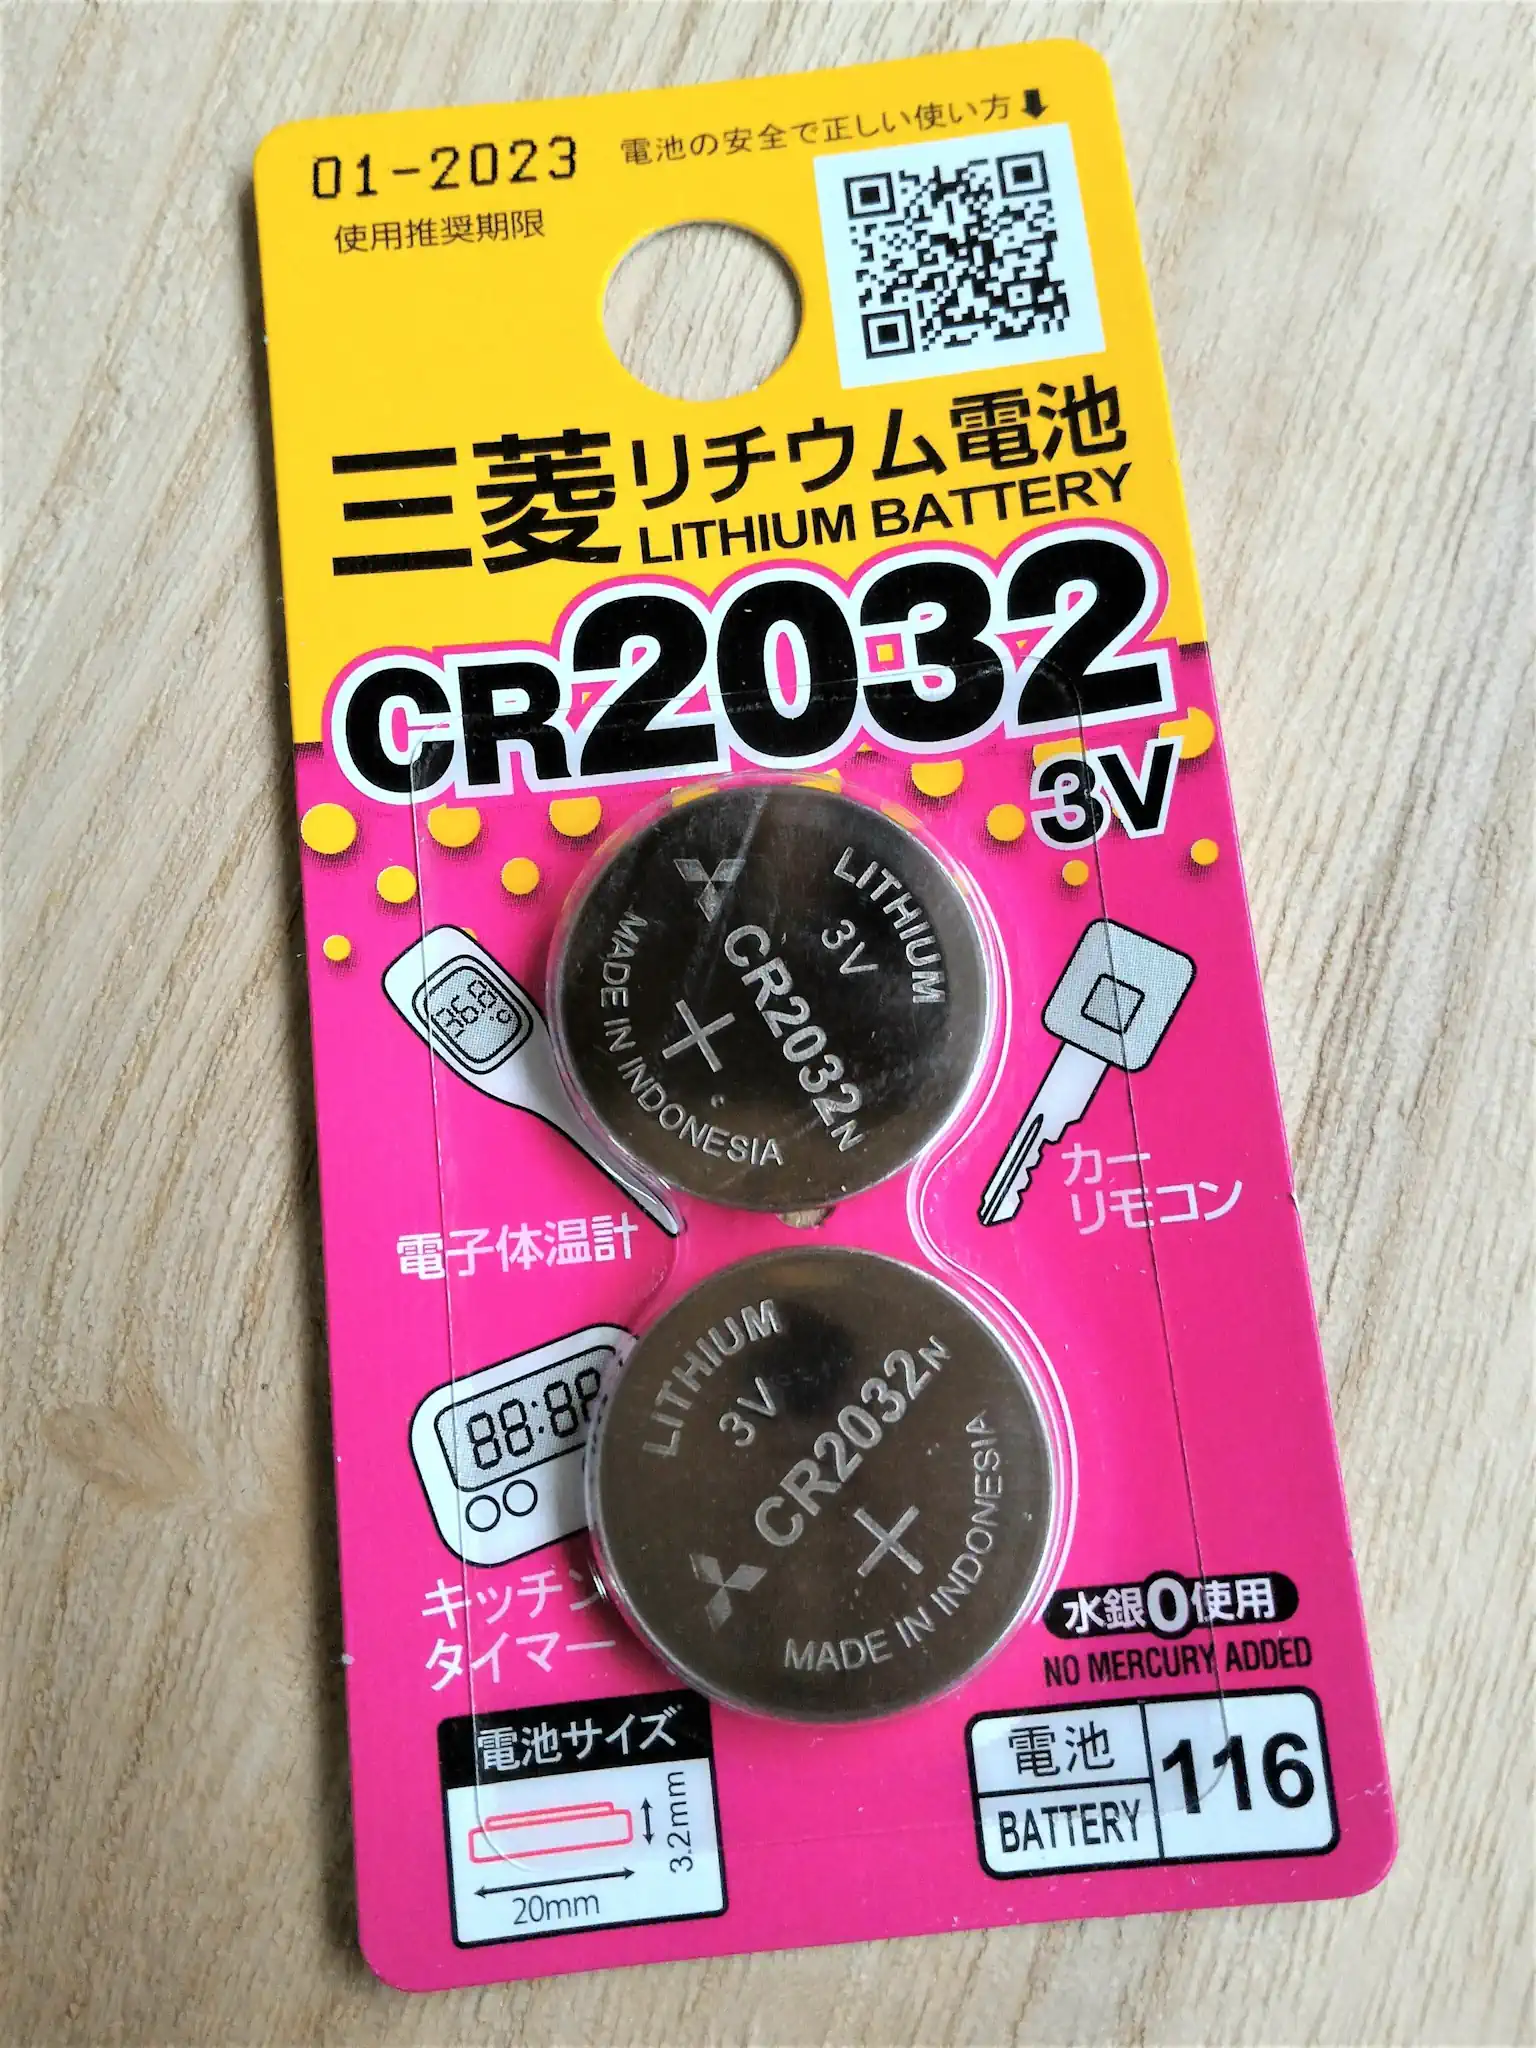 01-2023
使用推奨期限
電池の安全で正しい使い方⬇
三菱リチウム電池
LITHIUM BATTERY
CR2032
3V
LITHIUM
3V
CR2032N
+
MADE IN INDONESIA
36.8°
電子体温計
カー
リモコン
LITHIUM
3V
CR2032N
+
MADE IN INDONESIA
88:88
キッチン
タイマー
水銀0使用
NO MERCURY ADDED
電池サイズ
3.2mm
20mm
電池
BATTERY
116